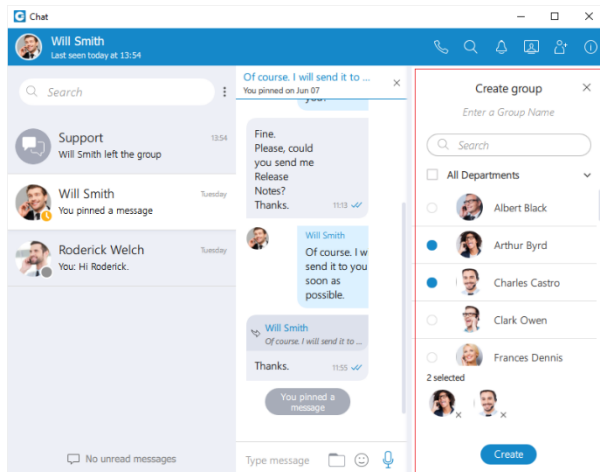 Chat
Will Smith
Last seen today at 13:54
Search
Support
13:54
Will Smith left the group
Will Smith
Tuesday
You pinned a message
Roderick Welch
Tuesday
You: Hi Roderick.
No unread messages
Of course. I will send it to ...
You pinned on Jun 07
you?
Fine.
Please, could
you send me
Release
Notes?
Thanks.
11:13
Will Smith
Of course. I w
send it to you
soon as
possible.
Will Smith
Of course. I will send it to ...
Thanks.
11:55
You pinned a
message
Type message
Create group
Enter a Group Name
Search
All Departments
Albert Black
Arthur Byrd
Charles Castro
Clark Owen
Frances Dennis
2 selected
Create